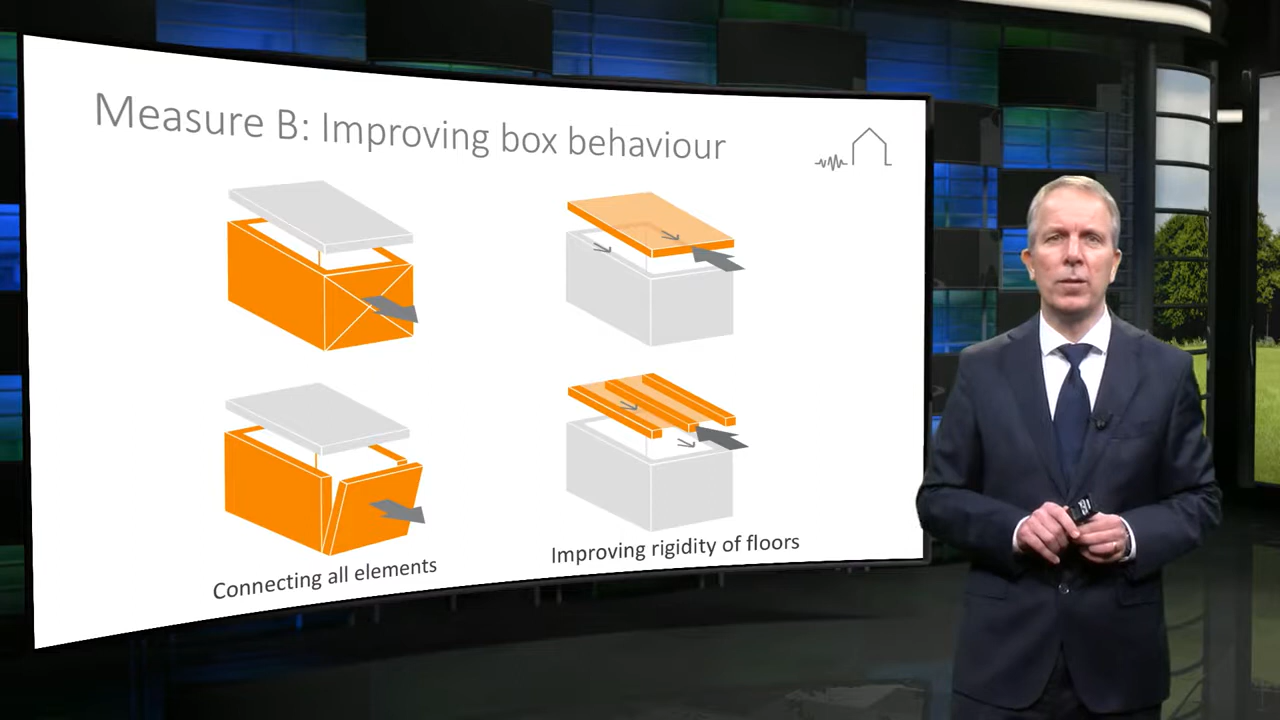 Measure B: Improving box behaviour
Connecting all elements
Improving rigidity of floors